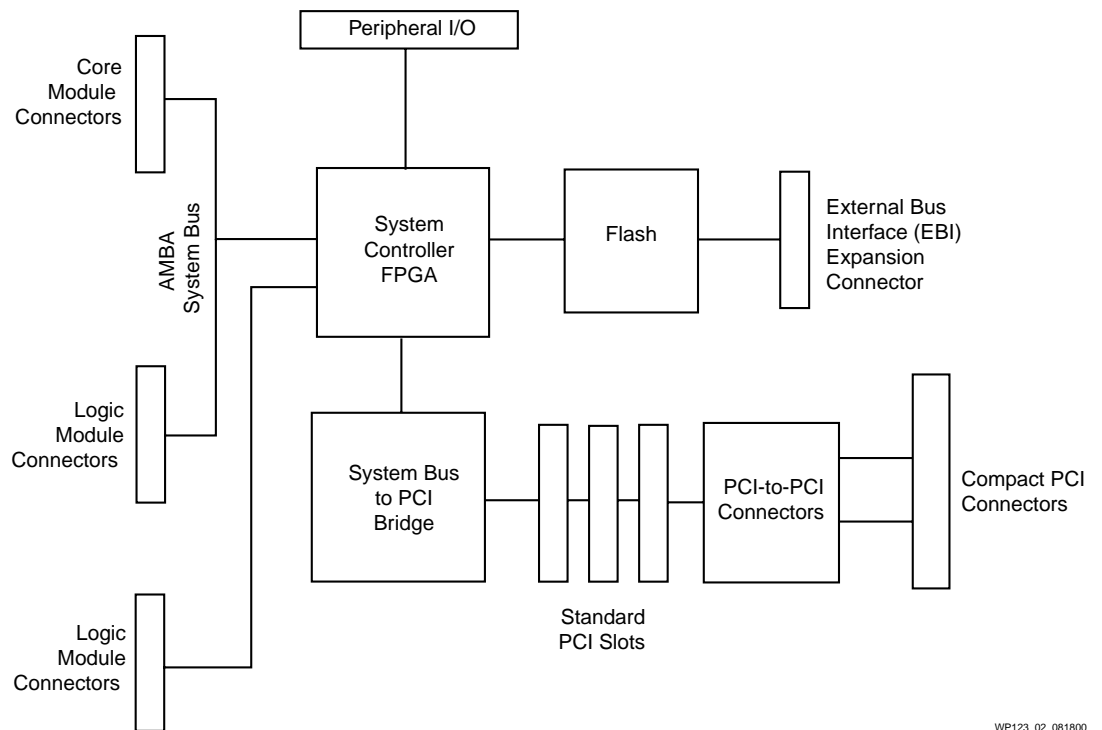 Peripheral I/O
Core
Module
Connectors
AMBA
System Bus
System
Controller
FPGA
Flash
External Bus
Interface (EBI)
Expansion
Connector
Logic
Module
Connectors
System Bus
to PCI
Bridge
PCI-to-PCI
Connectors
Compact PCI
Connectors
Standard
PCI Slots
Logic
Module
Connectors
WP123_02_081800